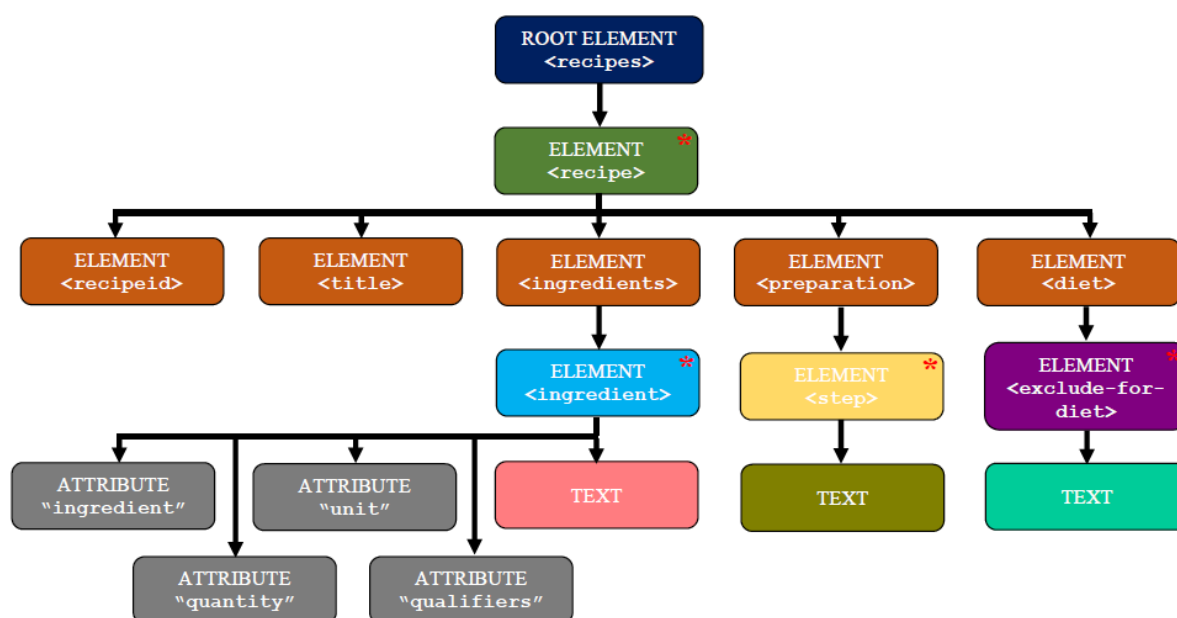 ROOT ELEMENT
<recipes>
ELEMENT *
<recipe>
ELEMENT
<recipeid>
ELEMENT
<title>
ELEMENT
<ingredients>
ELEMENT
<preparation>
ELEMENT
<diet>
ELEMENT *
<ingredient>
ELEMENT *
<step>
ELEMENT *
<exclude-for-
diet>
ATTRIBUTE
“ingredient”
ATTRIBUTE
“unit”
TEXT
TEXT
TEXT
ATTRIBUTE
“quantity”
ATTRIBUTE
“qualifiers”